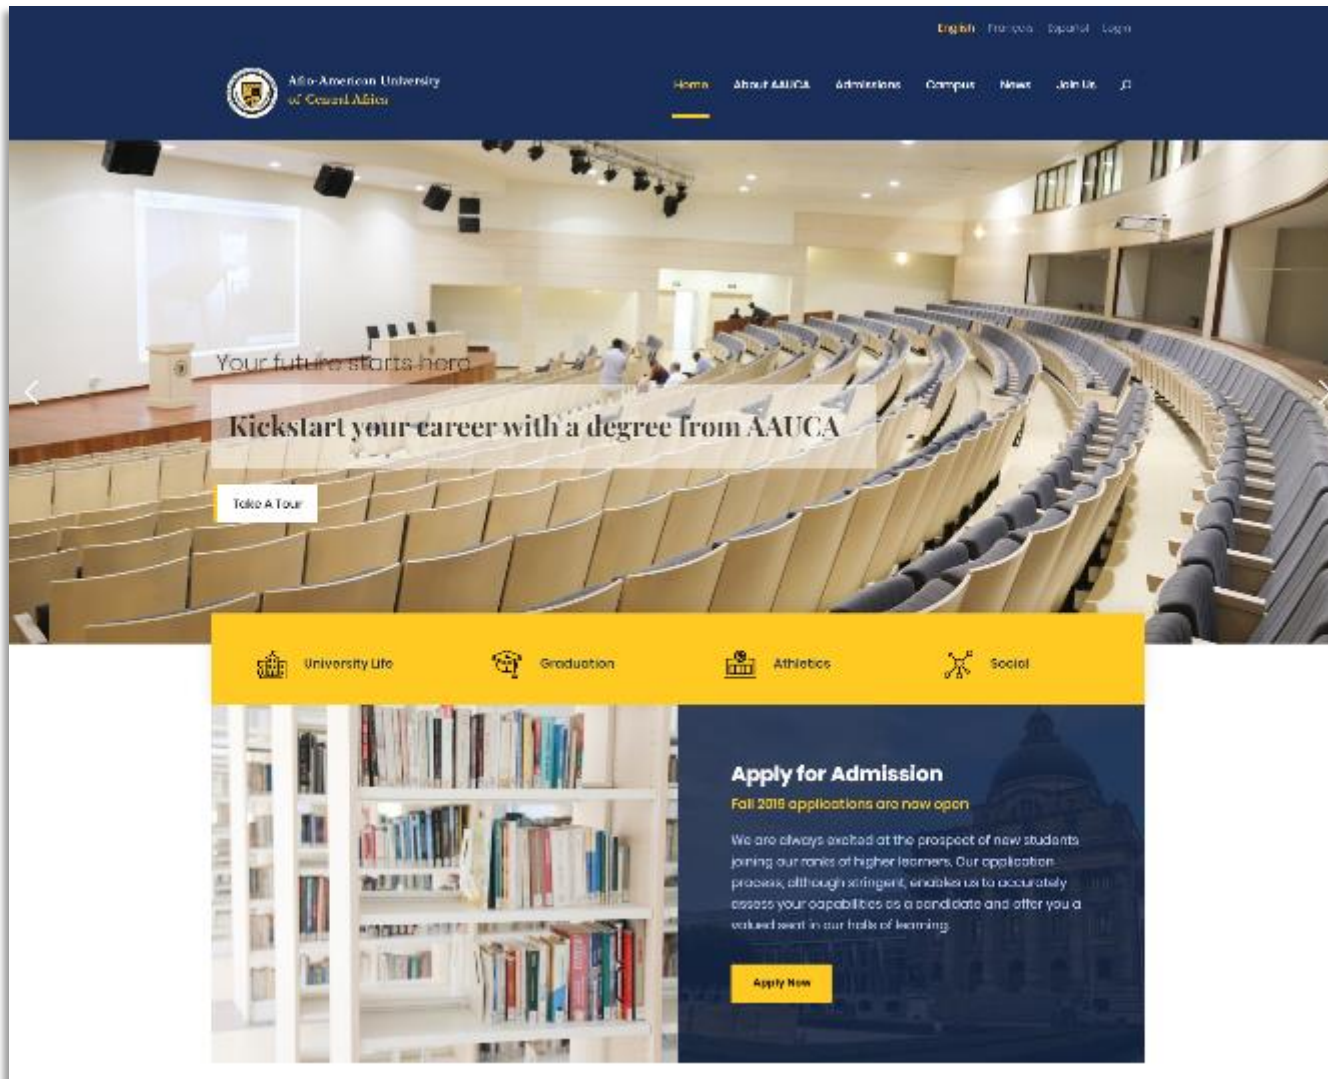 English Français Español Login
Afro-American University
of Central Africa
Home About AAUCA Admissions Campus News Join Us
Your future starts here
Kickstart your career with a degree from AAUCA
Take A Tour
University Life Graduation Athletics Social
Apply for Admission
Fall 2019 applications are now open
We are always excited at the prospect of new students
joining our ranks of higher learners. Our application
process, although stringent, enables us to accurately
assess your capabilities as a candidate and offer you a
valued seat in our halls of learning.
Apply Now